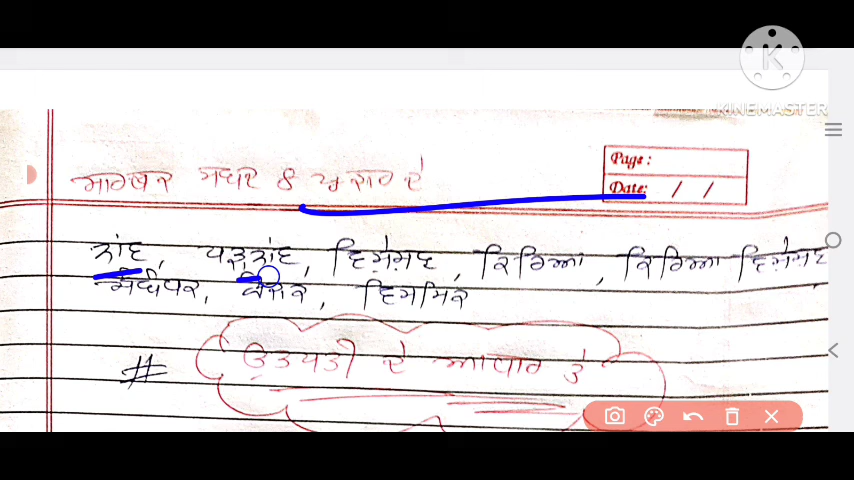 KINEMASTER
Page:
ਸਾਰਥਕ ਸ਼ਬਦ 8 ਪ੍ਰਕਾਰ ਦੇ
Date: / /
ਨਾਂਵ, ਪੜਨਾਂਵ, ਵਿਸ਼ੇਸ਼ਣ, ਕਿਰਿਆ, ਕਿਰਿਆ ਵਿਸ਼ੇਸ਼ਣ
ਸੰਬੰਧਕ, ਯੋਜਕ, ਵਿਸਮਿਕ
# ਉਤਪਤੀ ਦੇ ਆਧਾਰ ਤੇ